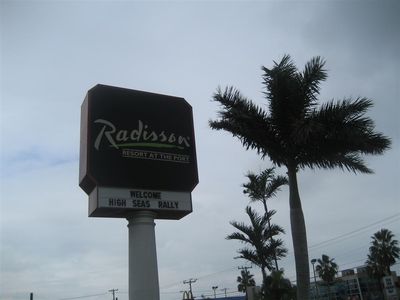 Radisson
RESORT AT THE PORT
WELCOME
HIGH SEAS RALLY